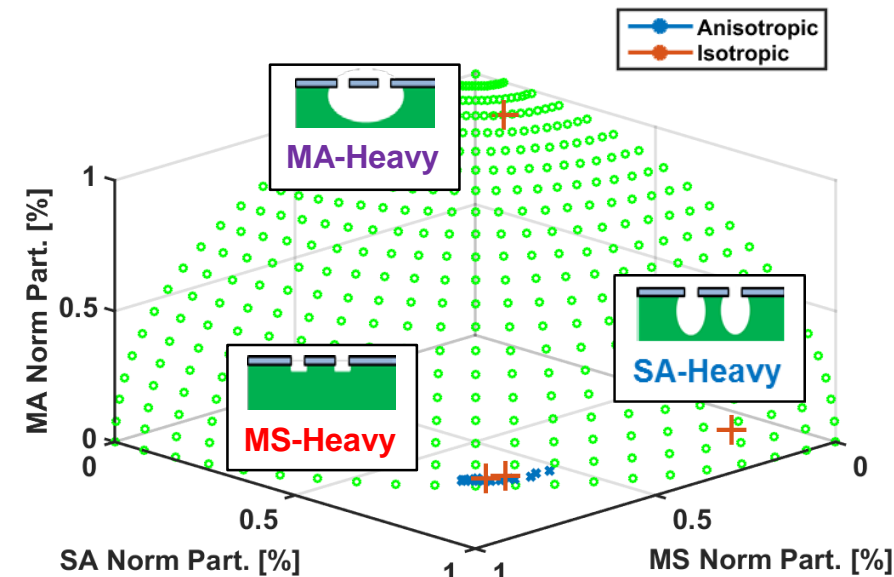 Anisotropic
Isotropic
MA-Heavy
1
0.5
SA-Heavy
MS-Heavy
0
0
0
0.5
0.5
1
1
MA Norm Part. [%]
SA Norm Part. [%]
MS Norm Part. [%]